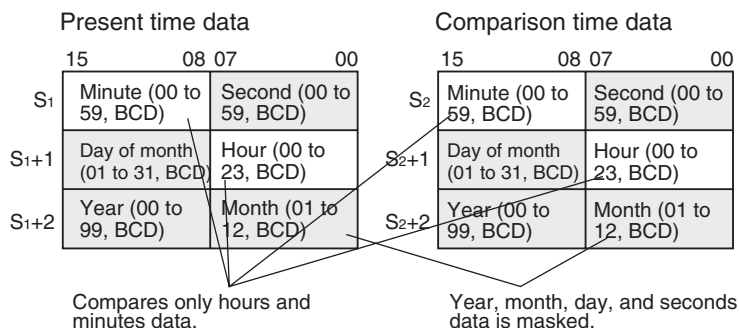 Present time data Comparison time data
15 08 07 00 15 08 07 00
S1 Minute (00 to 59, BCD) Second (00 to 59, BCD) S2 Minute (00 to 59, BCD) Second (00 to 59, BCD)
S1+1 Day of month (01 to 31, BCD) Hour (00 to 23, BCD) S2+1 Day of month (01 to 31, BCD) Hour (00 to 23, BCD)
S1+2 Year (00 to 99, BCD) Month (01 to 12, BCD) S2+2 Year (00 to 99, BCD) Month (01 to 12, BCD)
Compares only hours and
minutes data.
Year, month, day, and seconds
data is masked.